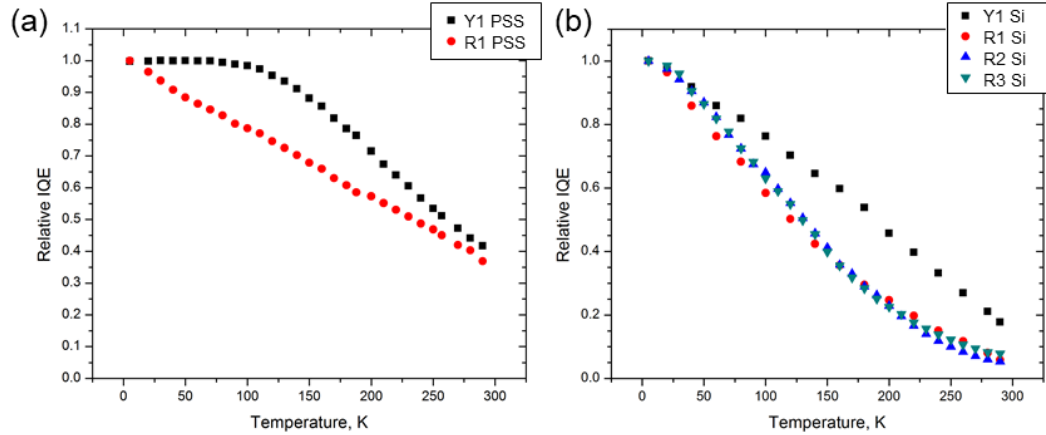 (a)
Y1 PSS
R1 PSS
1.1
1.0
0.9
0.8
0.7
0.6
0.5
0.4
0.3
0.2
0.1
0.0
Relative IQE
0 50 100 150 200 250 300
Temperature, K
(b)
Y1 Si
R1 Si
R2 Si
R3 Si
1.0
0.8
0.6
0.4
0.2
0.0
Relative IQE
0 50 100 150 200 250 300
Temperature, K